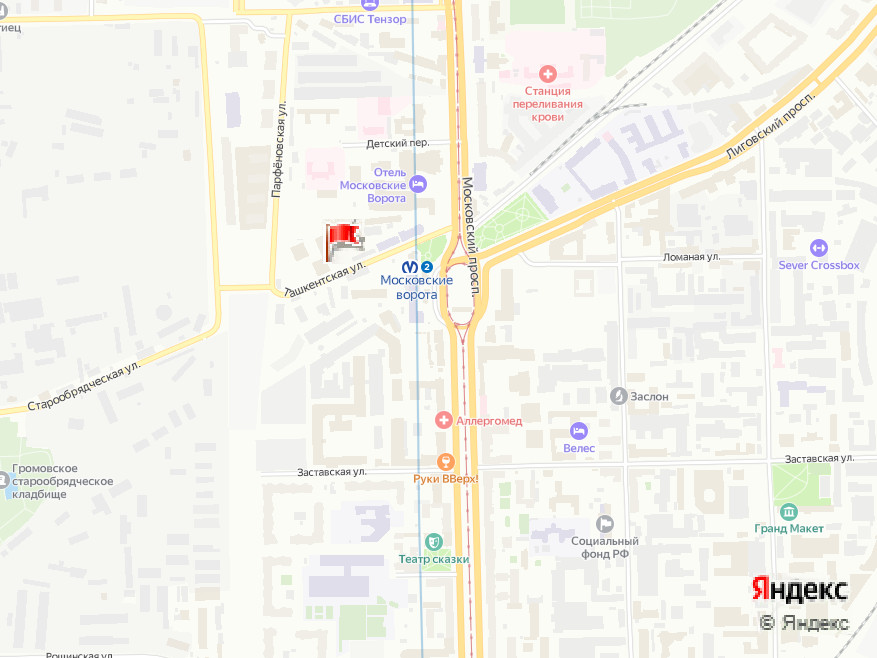 СБИС Тензор
Станция
переливания
крови
Лиговский просп.
Парфёновская ул.
Детский пер.
Отель
Московские
Ворота
Московский просп.
Ломаная ул.
Sever Crossbox
Ташкентская ул.
2
Московские
ворота
Старообрядческая ул.
Заслон
Аллергомед
Велес
Громовское
старообрядческое
кладбище
Заставская ул.
Заставская ул.
Руки ВВерх!
Гранд Макет
Социальный
фонд РФ
Театр сказки
Яндекс
© Яндекс
Рощинская ул.